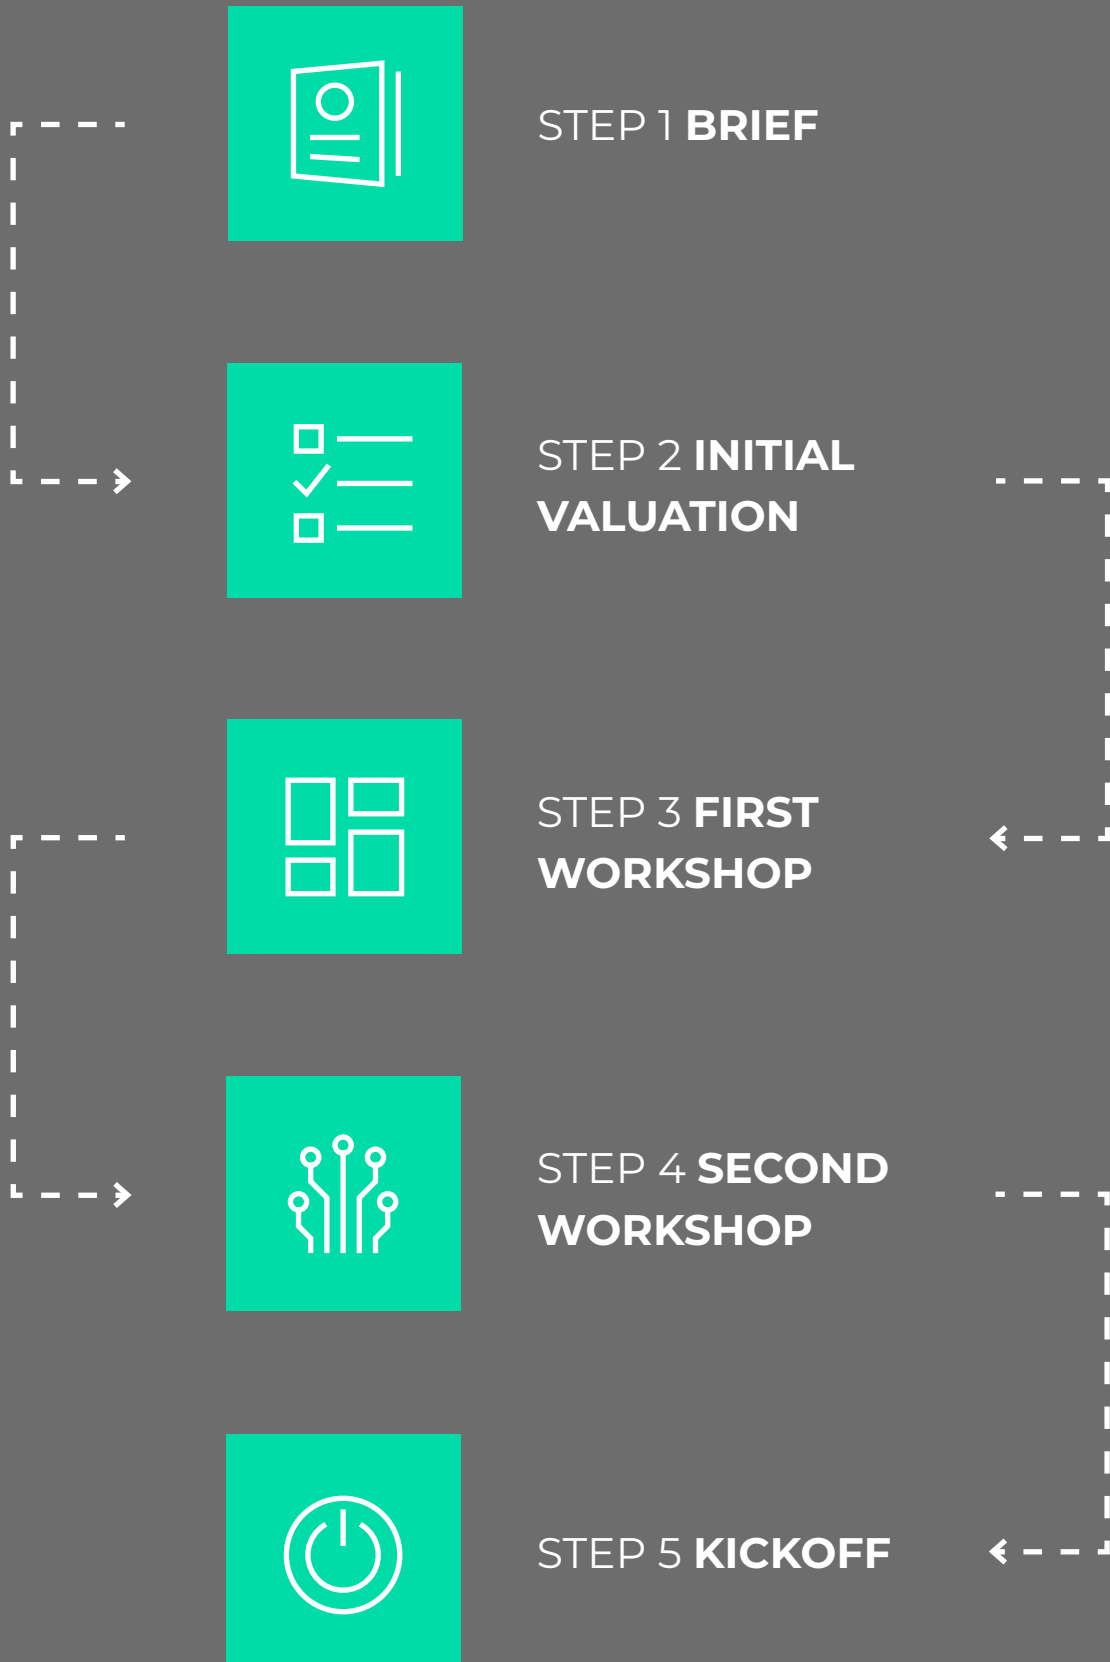 STEP 1 BRIEF
STEP 2 INITIAL
VALUATION
STEP 3 FIRST
WORKSHOP
STEP 4 SECOND
WORKSHOP
STEP 5 KICKOFF